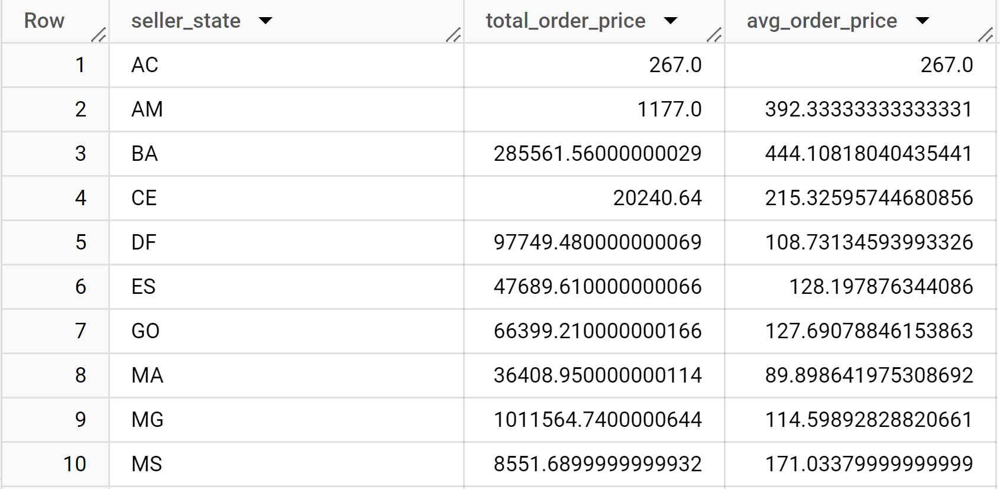 Row seller_state total_order_price avg_order_price
1 AC 267.0 267.0
2 AM 1177.0 392.33333333333331
3 BA 285561.56000000029 444.10818040435441
4 CE 20240.64 215.32595744680856
5 DF 97749.480000000069 108.73134593993326
6 ES 47689.610000000066 128.197876344086
7 GO 66399.210000000166 127.69078846153863
8 MA 36408.950000000114 89.898641975308692
9 MG 1011564.7400000644 114.59892828820661
10 MS 8551.6899999999932 171.03379999999999